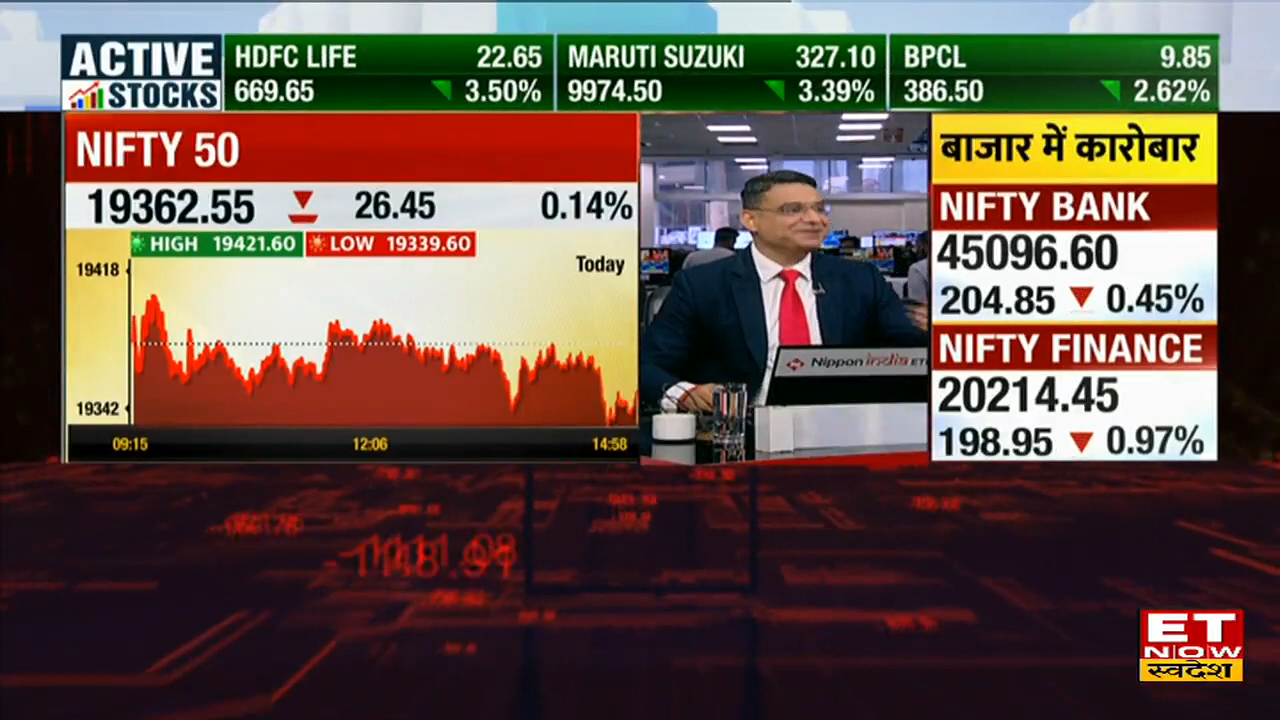 ACTIVE
STOCKS
HDFC LIFE 22.65
669.65 3.50%
MARUTI SUZUKI 327.10
9974.50 3.39%
BPCL 9.85
386.50 2.62%
NIFTY 50
19362.55 26.45 0.14%
HIGH 19421.60 LOW 19339.60
Today
19418
19342
09:15 12:06 14:58
Nippon india ET
बाजार में कारोबार
NIFTY BANK
45096.60
204.85 0.45%
NIFTY FINANCE
20214.45
198.95 0.97%
ET
NOW
स्वदेश